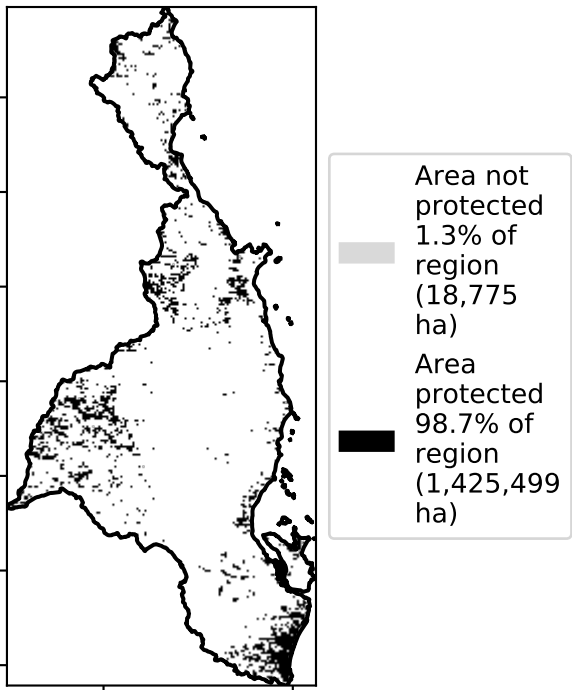 Area not
protected
1.3% of
region
(18,775
ha)
Area
protected
98.7% of
region
(1,425,499
ha)